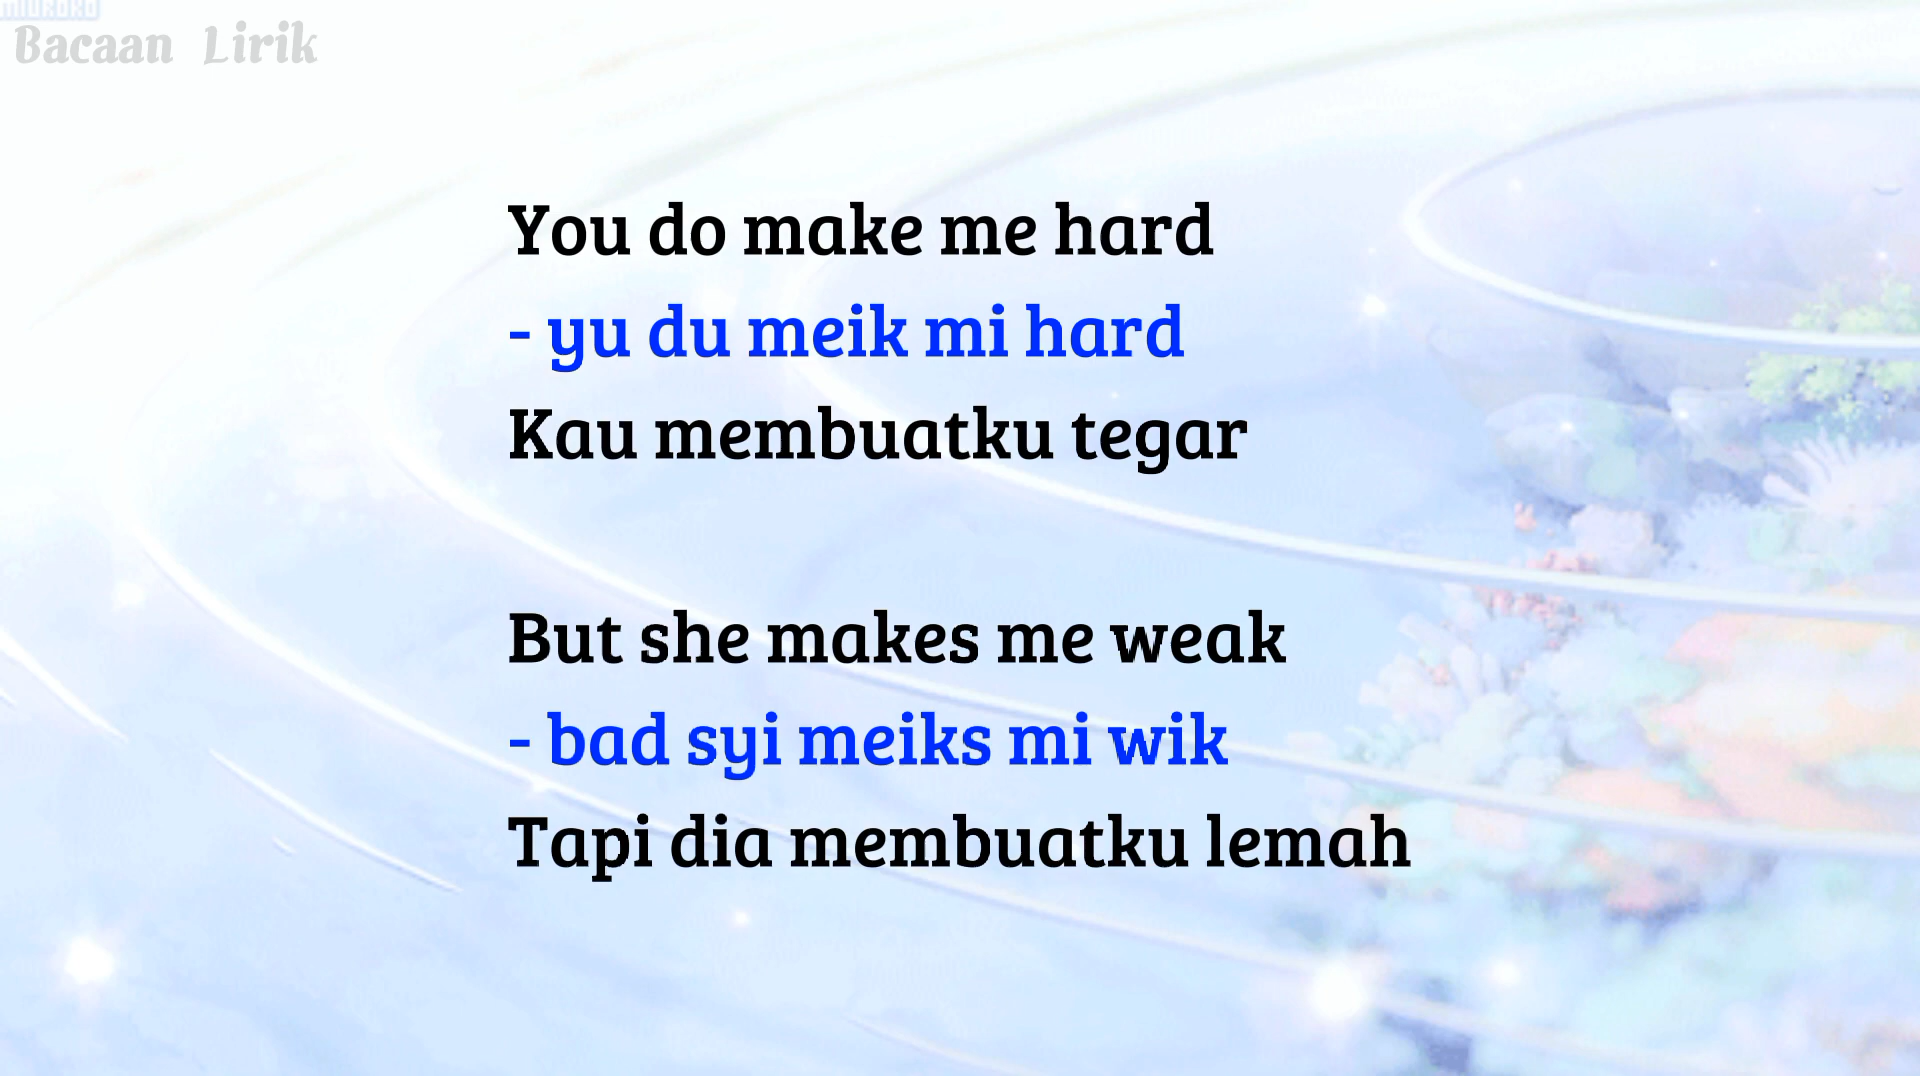 miukoko
Bacaan Lirik
You do make me hard
- yu du meik mi hard
Kau membuatku tegar
But she makes me weak
- bad syi meiks mi wik
Tapi dia membuatku lemah